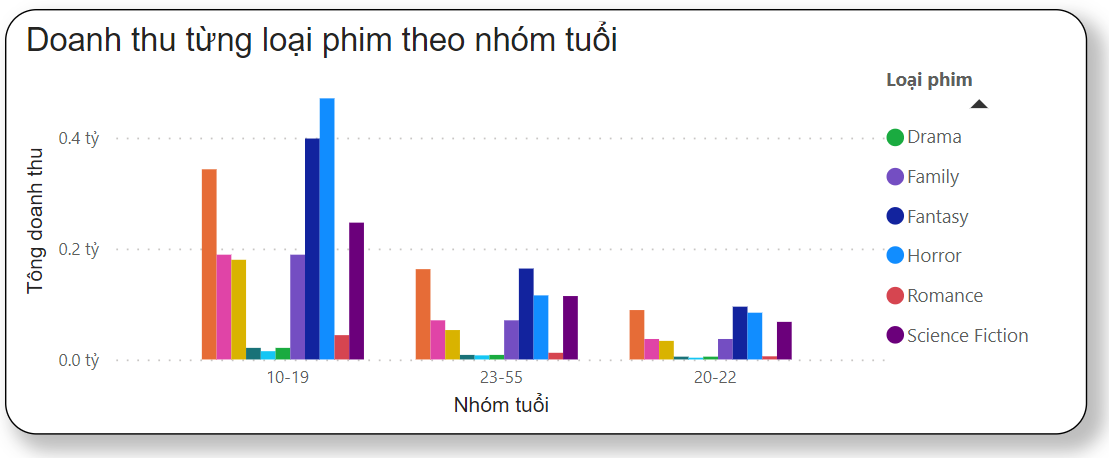 Doanh thu từng loại phim theo nhóm tuổi
Loại phim
Drama
Family
Fantasy
Horror
Romance
Science Fiction
Tông doanh thu
0.4 tỷ
0.2 tỷ
0.0 tỷ
10-19
23-55
20-22
Nhóm tuổi